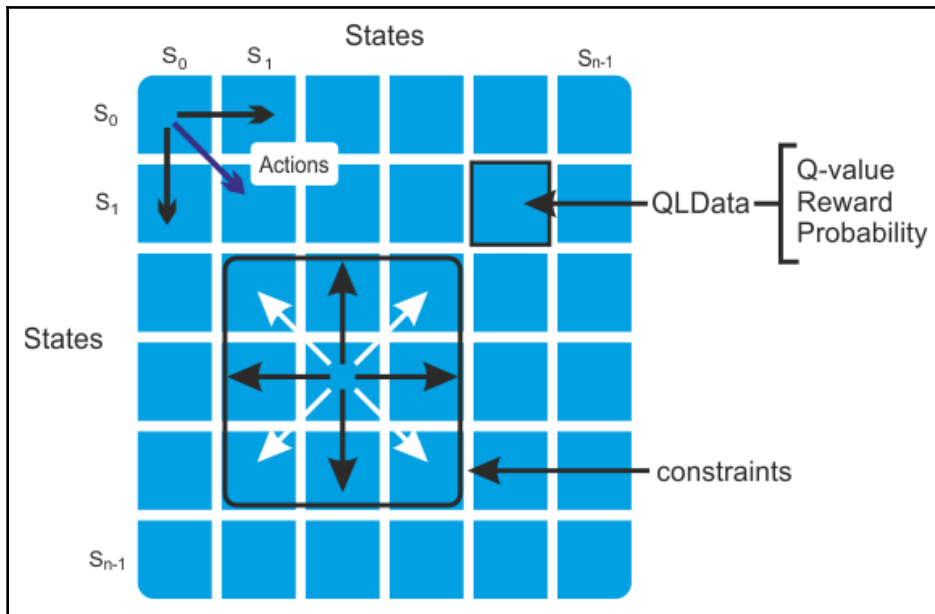 States
S0 S1 Sn-1
S0
Actions
S1
QLData
Q-value
Reward
Probability
States
constraints
Sn-1